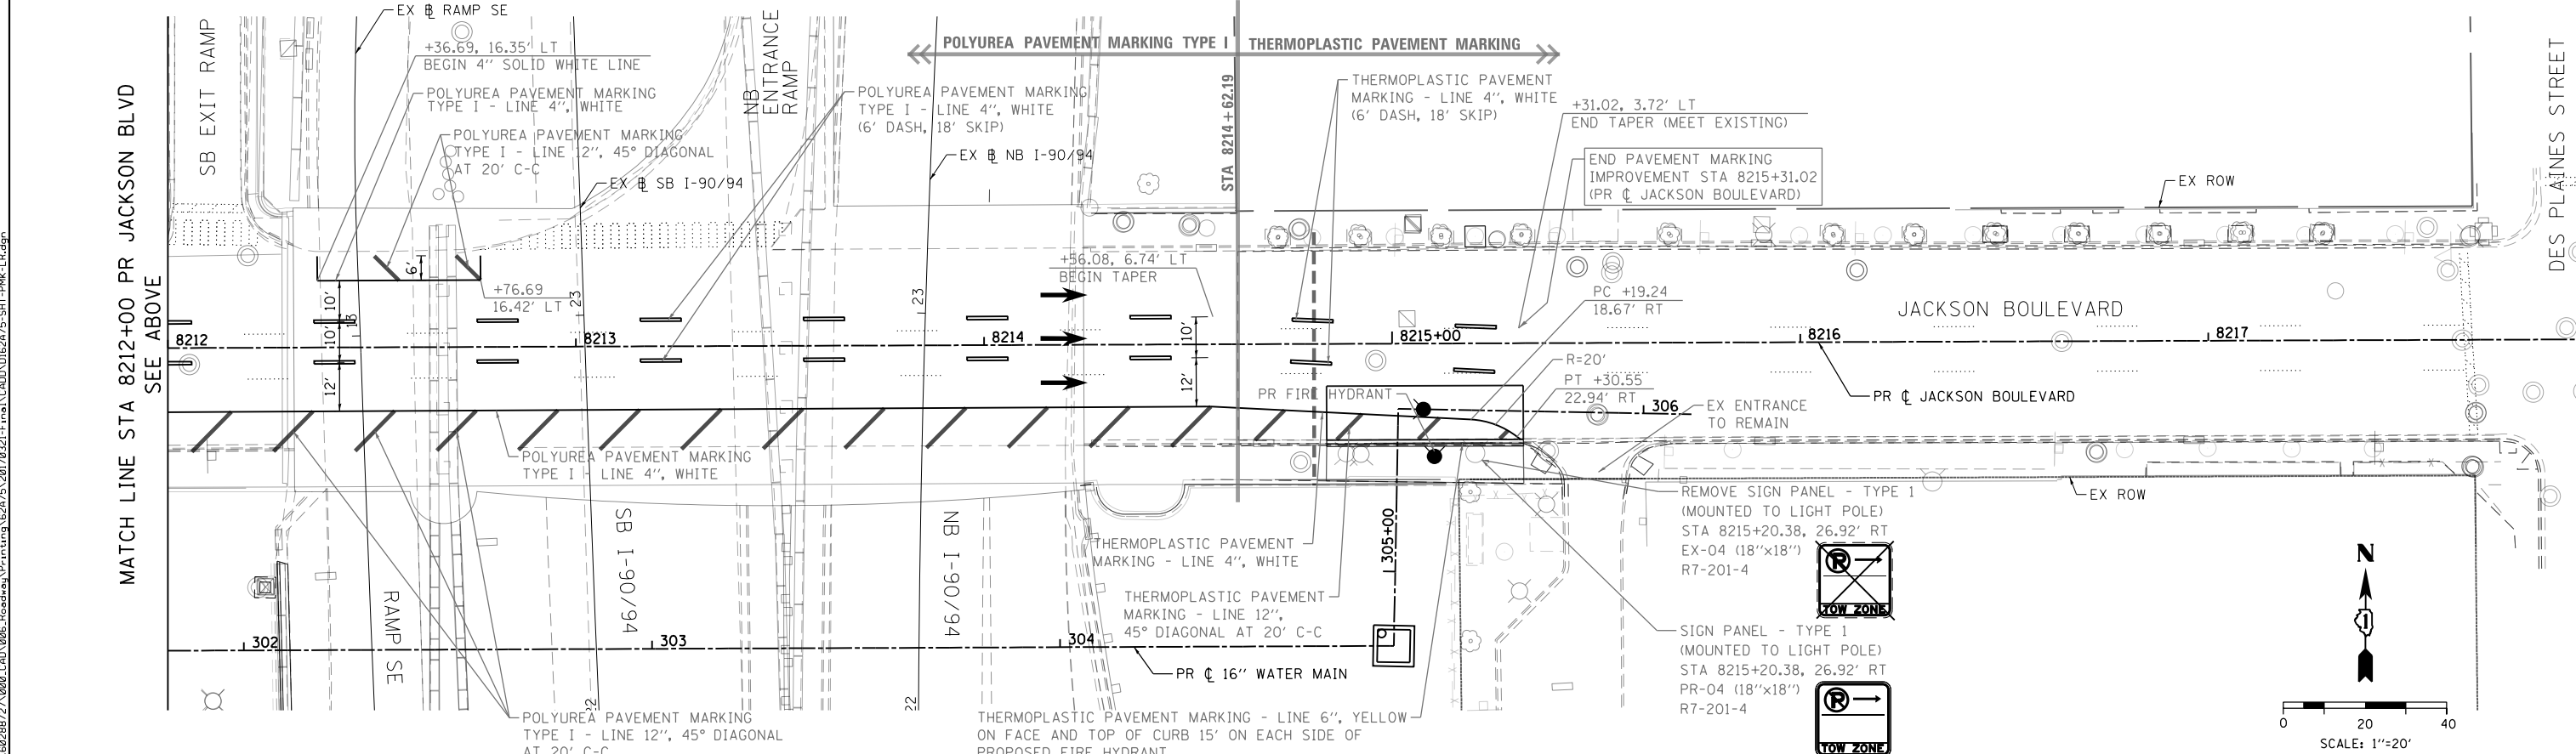 MATCH LINE STA 8212+00 PR JACKSON BLVD
SEE ABOVE
SB EXIT RAMP
EX ℄ RAMP SE
+36.69, 16.35' LT
BEGIN 4" SOLID WHITE LINE
POLYUREA PAVEMENT MARKING
TYPE I - LINE 4", WHITE
POLYUREA PAVEMENT MARKING
TYPE I - LINE 12", 45° DIAGONAL
AT 20' C-C
EX ℄ SB I-90/94
NB
ENTRANCE
RAMP
POLYUREA PAVEMENT MARKING
TYPE I - LINE 4", WHITE
(6' DASH, 18' SKIP)
EX ℄ NB I-90/94
POLYUREA PAVEMENT MARKING TYPE I
THERMOPLASTIC PAVEMENT MARKING
STA 8214+62.19
THERMOPLASTIC PAVEMENT
MARKING - LINE 4", WHITE
(6' DASH, 18' SKIP)
+31.02, 3.72' LT
END TAPER (MEET EXISTING)
END PAVEMENT MARKING
IMPROVEMENT STA 8215+31.02
(PR ℄ JACKSON BOULEVARD)
EX ROW
DES PLAINES STREET
6'
+76.69
16.42' LT
10'
10'
12'
13
23
23
+56.08, 6.74' LT
BEGIN TAPER
10'
12'
PC +19.24
18.67' RT
JACKSON BOULEVARD
8212
8213
8214
8215+00
8216
8217
R=20'
PT +30.55
22.94' RT
PR FIRE HYDRANT
306
EX ENTRANCE
TO REMAIN
PR ℄ JACKSON BOULEVARD
POLYUREA PAVEMENT MARKING
TYPE I - LINE 4", WHITE
RAMP SE
SB I-90/94
NB I-90/94
THERMOPLASTIC PAVEMENT
MARKING - LINE 4", WHITE
305+00
REMOVE SIGN PANEL - TYPE 1
(MOUNTED TO LIGHT POLE)
STA 8215+20.38, 26.92' RT
EX-04 (18"x18")
R7-201-4
EX ROW
P
TOW ZONE
THERMOPLASTIC PAVEMENT
MARKING - LINE 12",
45° DIAGONAL AT 20' C-C
302
303
304
PR ℄ 16" WATER MAIN
SIGN PANEL - TYPE 1
(MOUNTED TO LIGHT POLE)
STA 8215+20.38, 26.92' RT
PR-04 (18"x18")
R7-201-4
P
TOW ZONE
22
22
POLYUREA PAVEMENT MARKING
TYPE I - LINE 12", 45° DIAGONAL
AT 20' C-C
THERMOPLASTIC PAVEMENT MARKING - LINE 6", YELLOW
ON FACE AND TOP OF CURB 15' ON EACH SIDE OF
PROPOSED FIRE HYDRANT
N
0 20 40
SCALE: 1"=20'